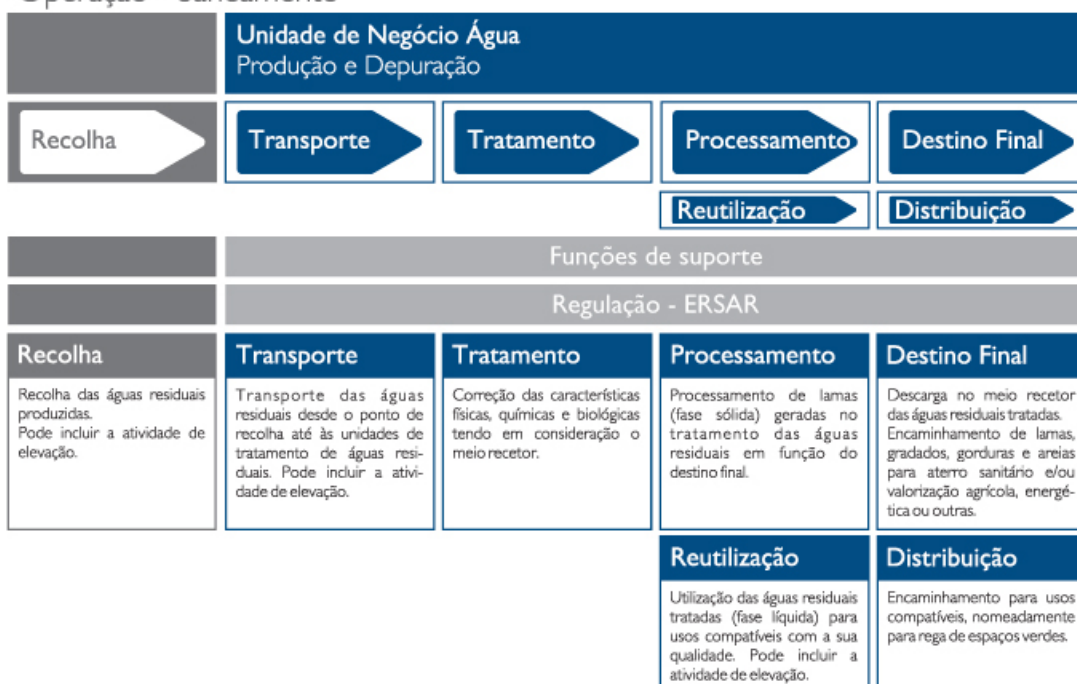 Operação - Saneamento
Unidade de Negócio Água
Produção e Depuração
Recolha
Transporte
Tratamento
Processamento
Destino Final
Reutilização
Distribuição
Funções de suporte
Regulação - ERSAR
Recolha
Recolha das águas residuais
produzidas.
Pode incluir a atividade de
elevação.
Transporte
Transporte das águas
residuais desde o ponto de
recolha até às unidades de
tratamento de águas resi-
duais. Pode incluir a ativi-
dade de elevação.
Tratamento
Correção das características
físicas, químicas e biológicas
tendo em consideração o
meio recetor.
Processamento
Processamento de lamas
(fase sólida) geradas no
tratamento das águas
residuais em função do
destino final.
Destino Final
Descarga no meio recetor
das águas residuais tratadas.
Encaminhamento de lamas,
gradados, gorduras e areias
para aterro sanitário e/ou
valorização agrícola, energé-
tica ou outras.
Reutilização
Utilização das águas residuais
tratadas (fase líquida) para
usos compatíveis com a sua
qualidade. Pode incluir a
atividade de elevação.
Distribuição
Encaminhamento para usos
compatíveis, nomeadamente
para rega de espaços verdes.